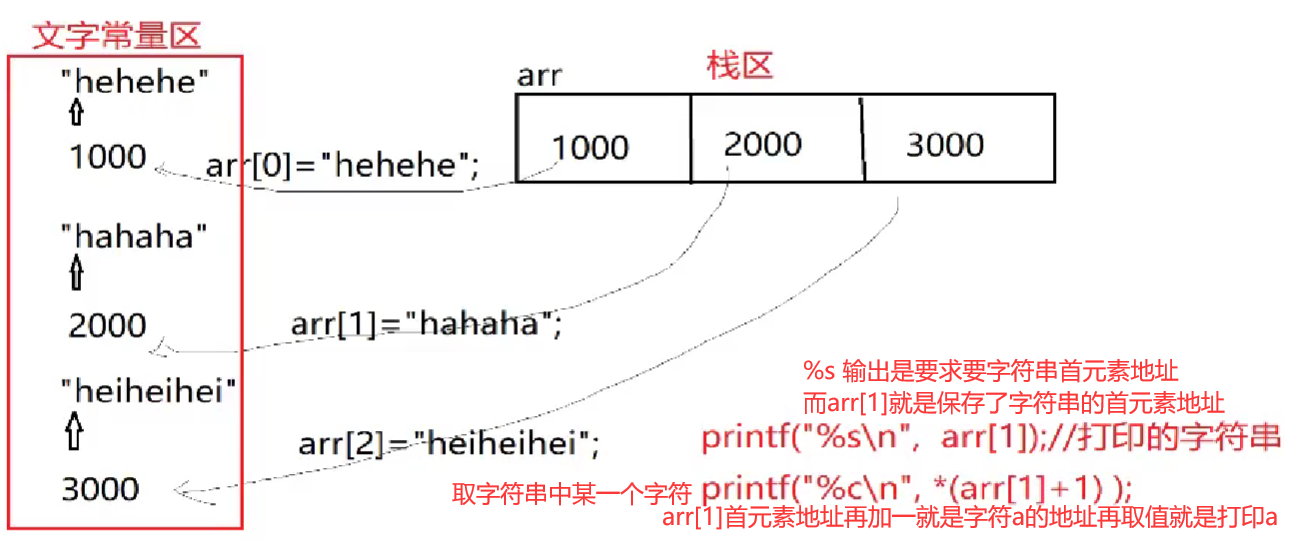 文字常量区
"hehehe"
1000
arr[0]="hehehe";
arr
栈区
1000
2000
3000
"hahaha"
2000
arr[1]="hahaha";
"heiheihei"
3000
arr[2]="heiheihei";
%s 输出是要求要字符串首元素地址
而arr[1]就是保存了字符串的首元素地址
printf("%s\n", arr[1]);//打印的字符串
取字符串中某一个字符 printf("%c\n", *(arr[1]+1) );
arr[1]首元素地址再加一就是字符a的地址再取值就是打印a